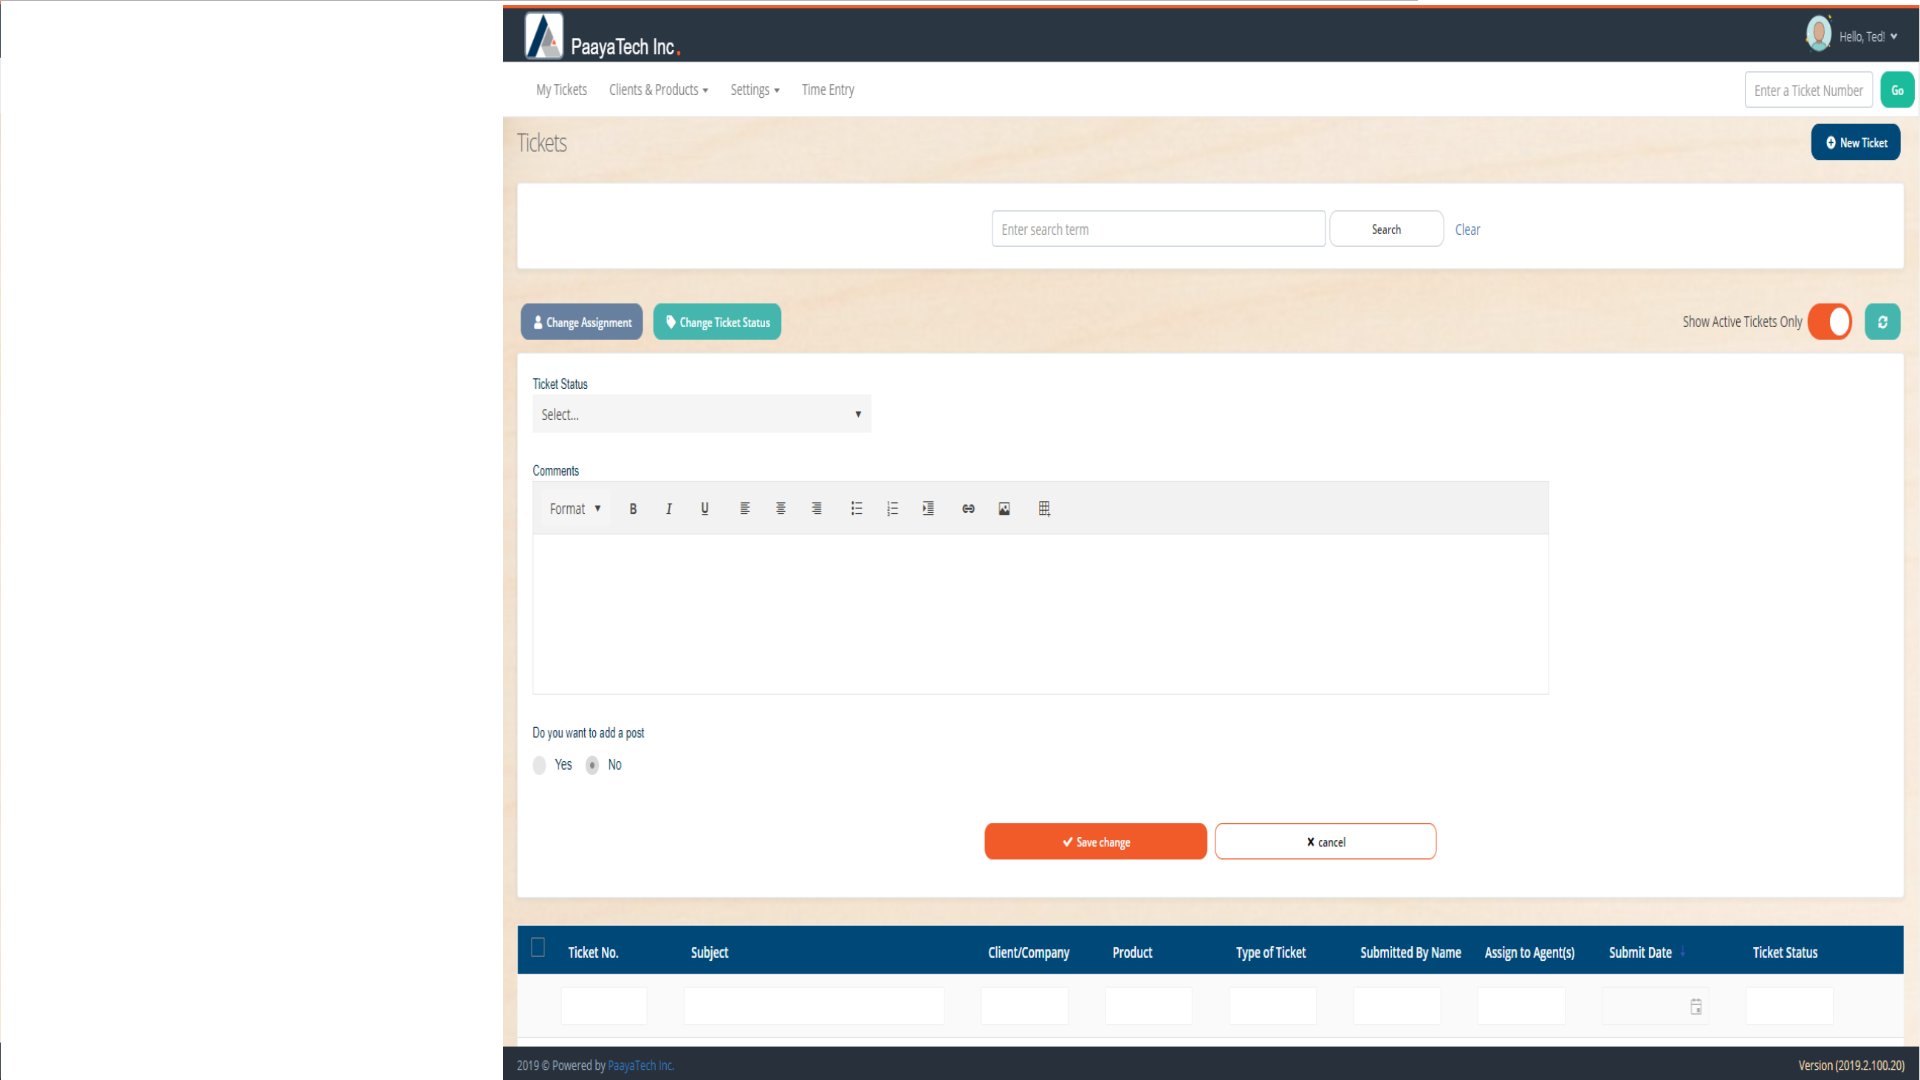 PaayaTech Inc.
Hello, Ted!
My Tickets Clients & Products Settings Time Entry
Enter a Ticket Number Go
Tickets
New Ticket
Enter search term Search Clear
Change Assignment Change Ticket Status
Show Active Tickets Only
Ticket Status
Select...
Comments
Format B I U
Do you want to add a post
Yes No
Save change cancel
Ticket No. Subject Client/Company Product Type of Ticket Submitted By Name Assign to Agent(s) Submit Date Ticket Status
2019 © Powered by PaayaTech Inc.
Version (2019.2.100.20)